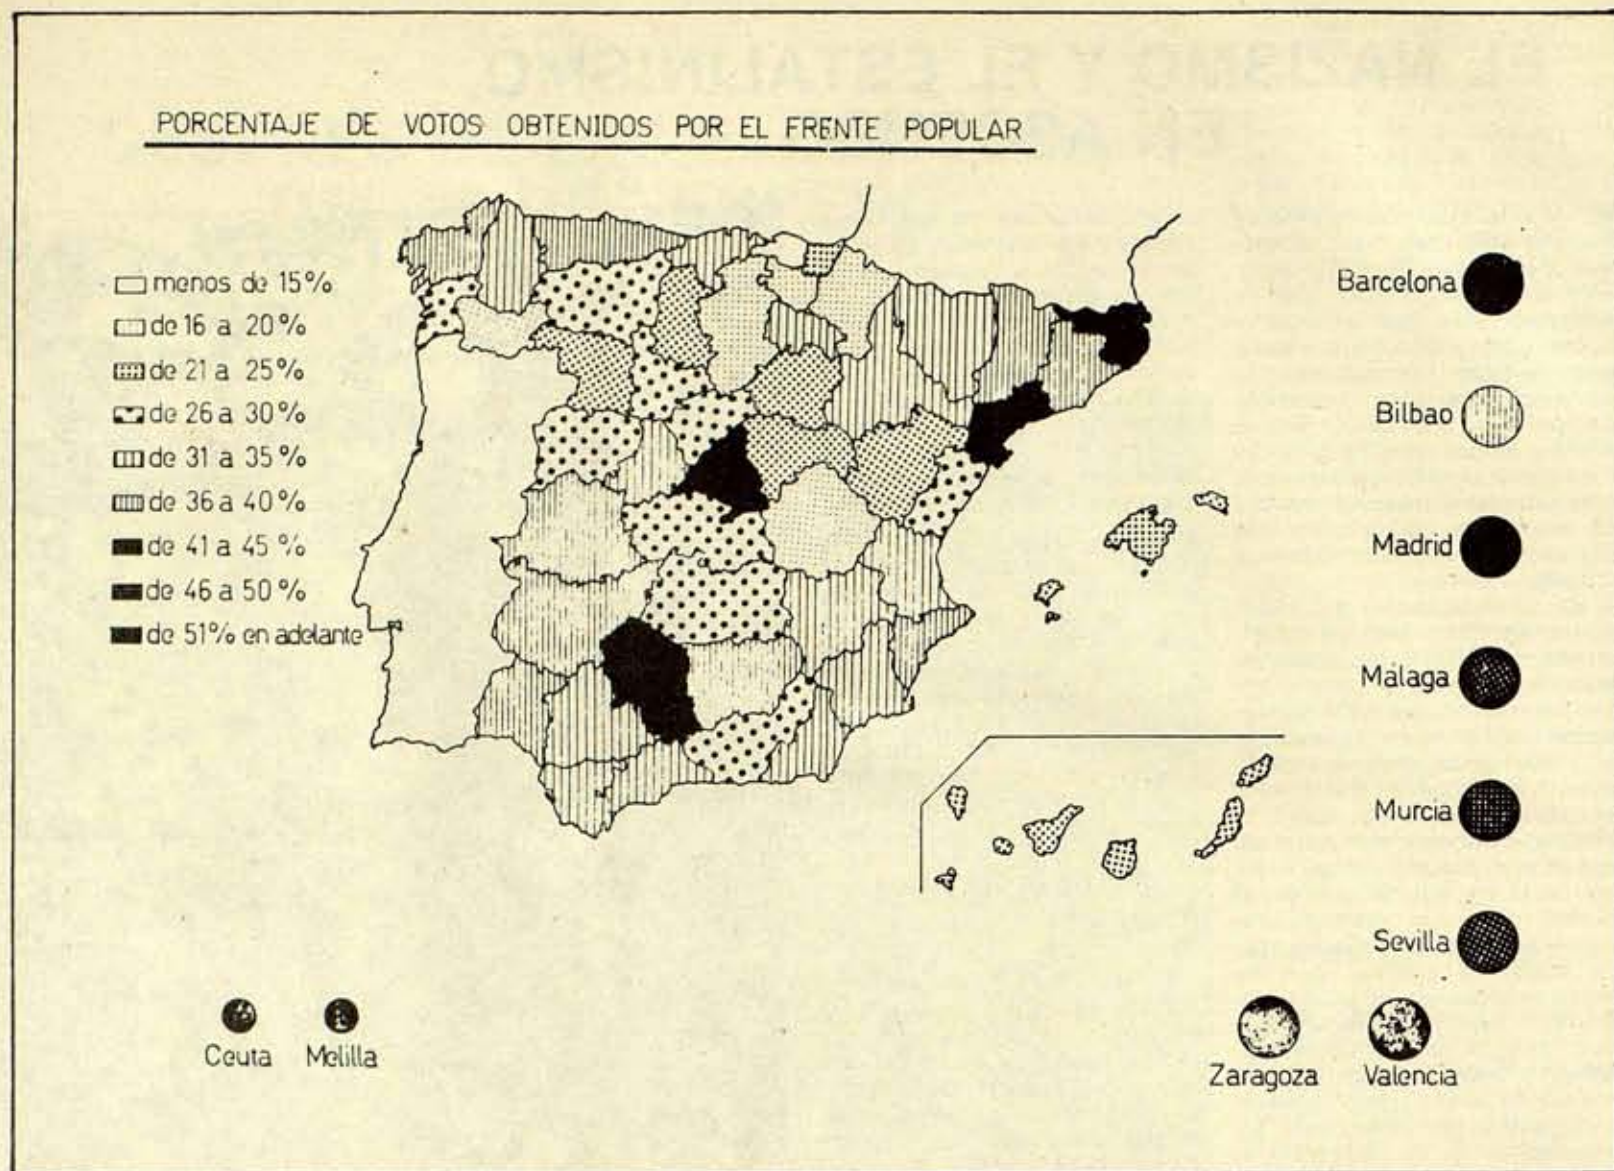 PORCENTAJE DE VOTOS OBTENIDOS POR EL FRENTE POPULAR
menos de 15%
de 16 a 20%
de 21 a 25%
de 26 a 30%
de 31 a 35%
de 36 a 40%
de 41 a 45%
de 46 a 50%
de 51% en adelante
Barcelona
Bilbao
Madrid
Málaga
Murcia
Sevilla
Ceuta
Melilla
Zaragoza
Valencia